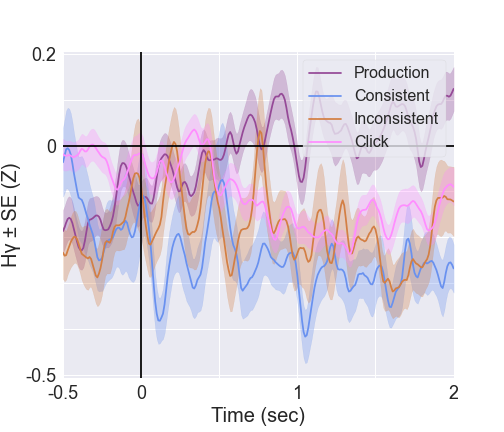 0.2
Production
Consistent
Inconsistent
Click
0
Hγ ± SE (Z)
-0.5
-0.5 0 1 2
Time (sec)